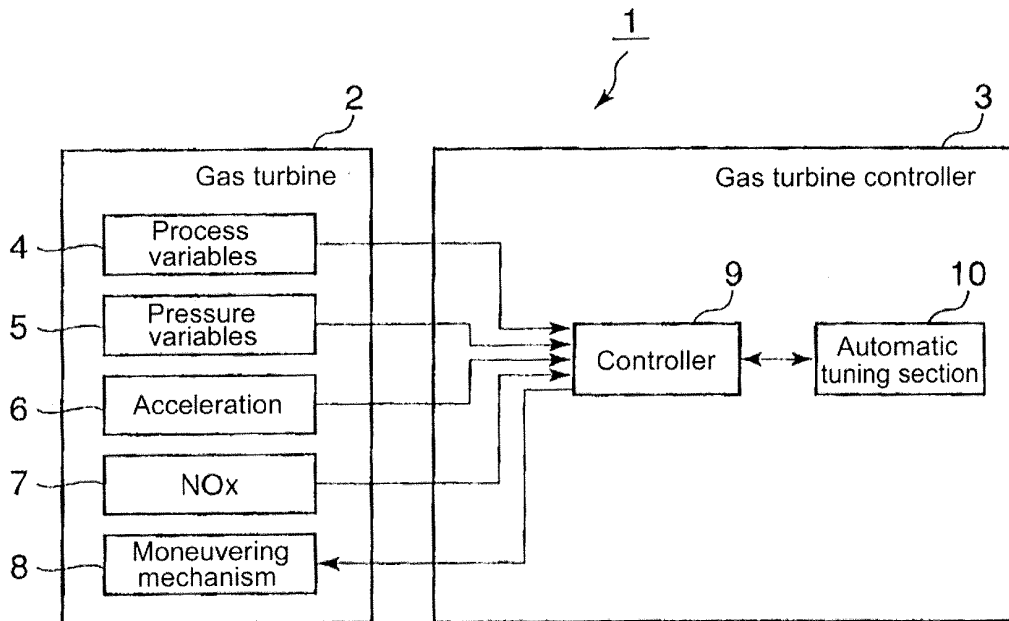 1
2
3
Gas turbine
Gas turbine controller
4
Process
variables
5
Pressure
variables
9
10
Controller
Automatic
tuning section
6
Acceleration
7
NOx
8
Moneuvering
mechanism